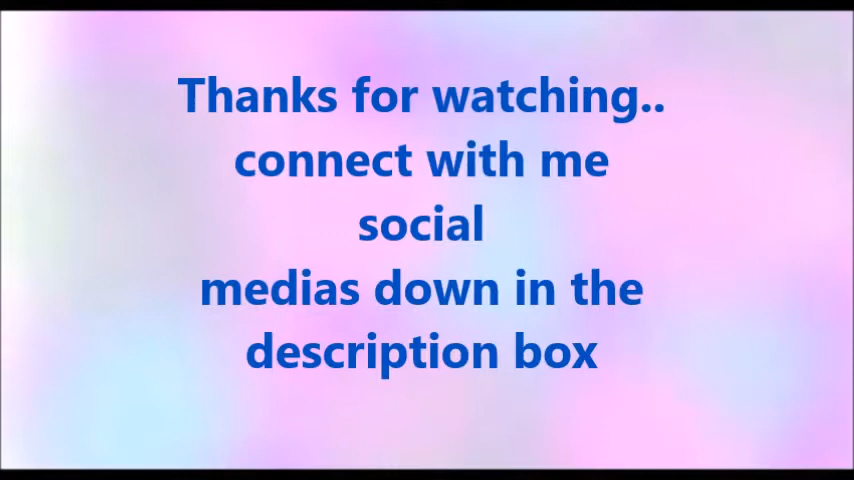 Thanks for watching..
connect with me
social
medias down in the
description box